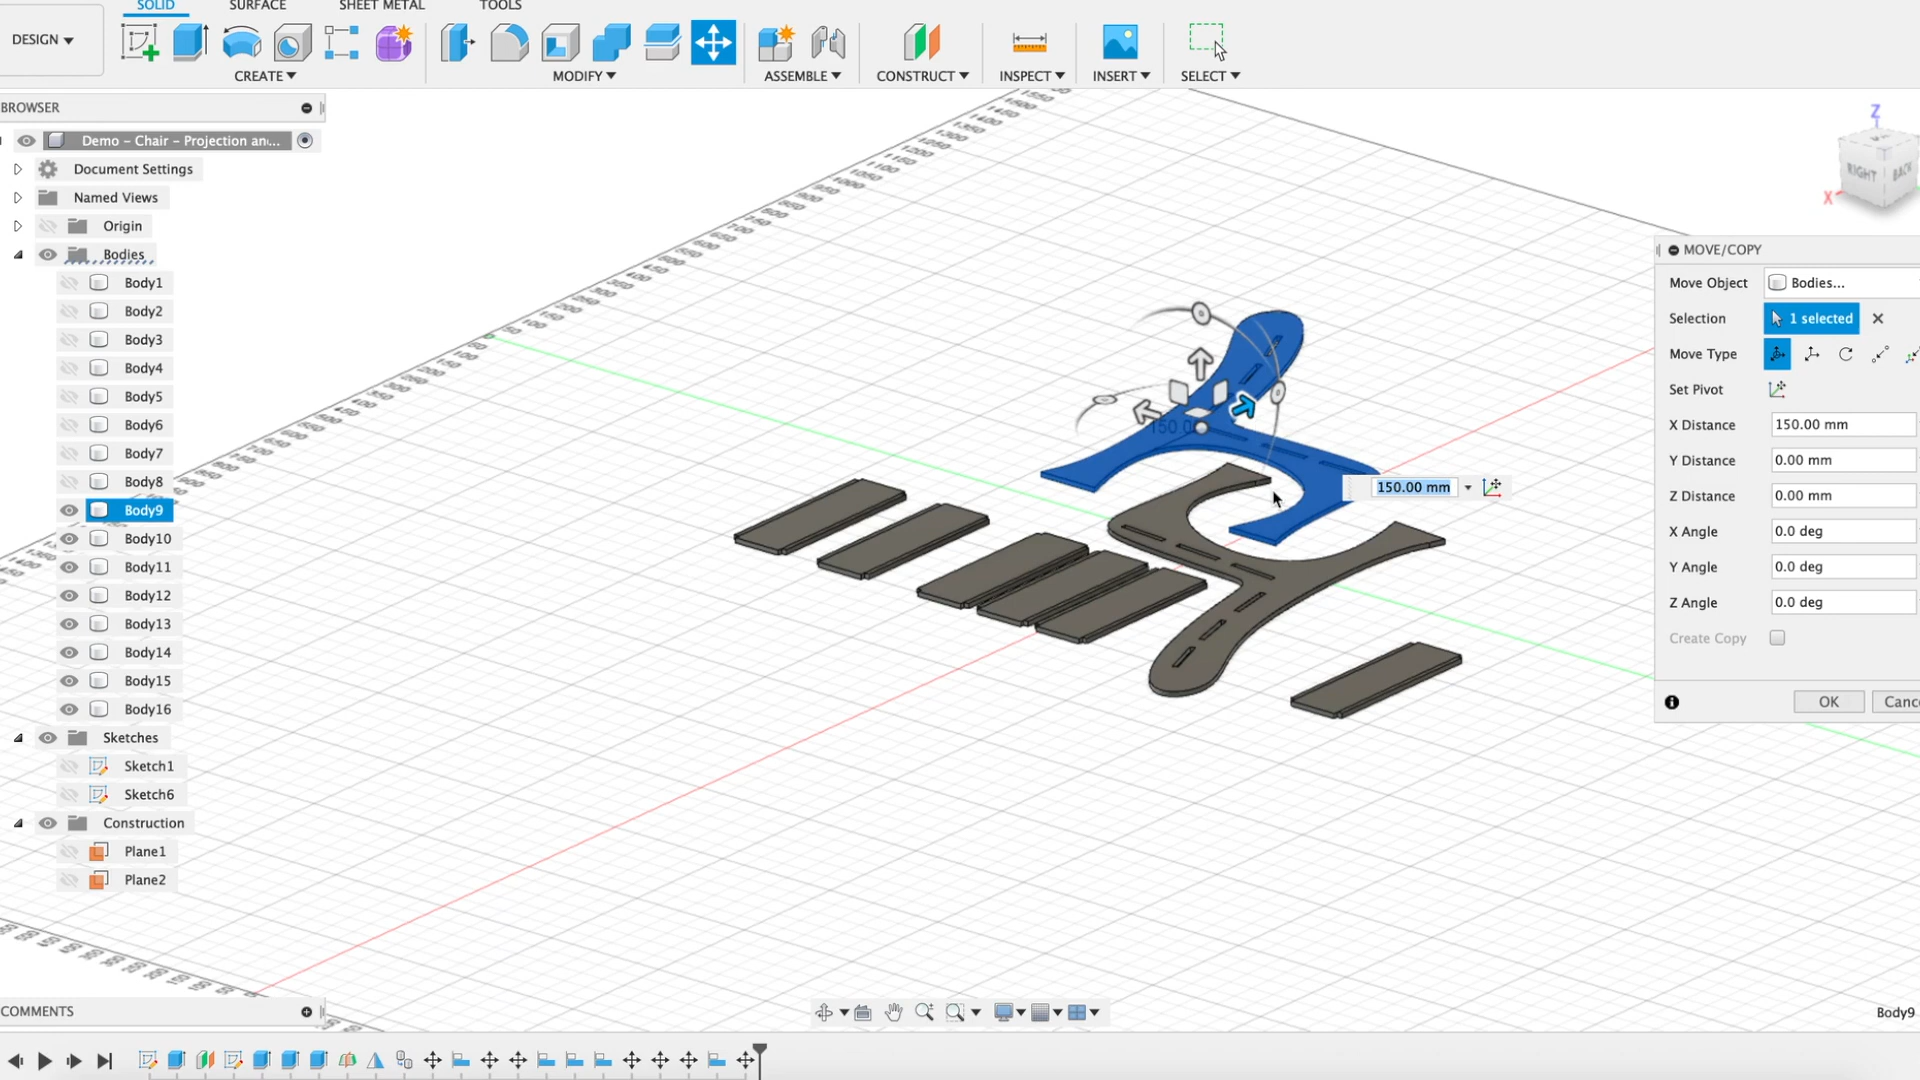 SOLID SURFACE SHEET METAL TOOLS
DESIGN ▾
CREATE ▾ MODIFY ▾ ASSEMBLE ▾ CONSTRUCT ▾ INSPECT ▾ INSERT ▾ SELECT ▾
BROWSER
Demo - Chair - Projection an...
Document Settings
Named Views
Origin
Bodies
Body1
Body2
Body3
Body4
Body5
Body6
Body7
Body8
Body9
Body10
Body11
Body12
Body13
Body14
Body15
Body16
Sketches
Sketch1
Sketch6
Construction
Plane1
Plane2
COMMENTS
Z
RIGHT BACK
X
MOVE/COPY
Move Object Bodies...
Selection 1 selected
Move Type
Set Pivot
X Distance 150.00 mm
Y Distance 0.00 mm
Z Distance 0.00 mm
X Angle 0.0 deg
Y Angle 0.0 deg
Z Angle 0.0 deg
Create Copy
OK Cance
150.00 mm
Body9